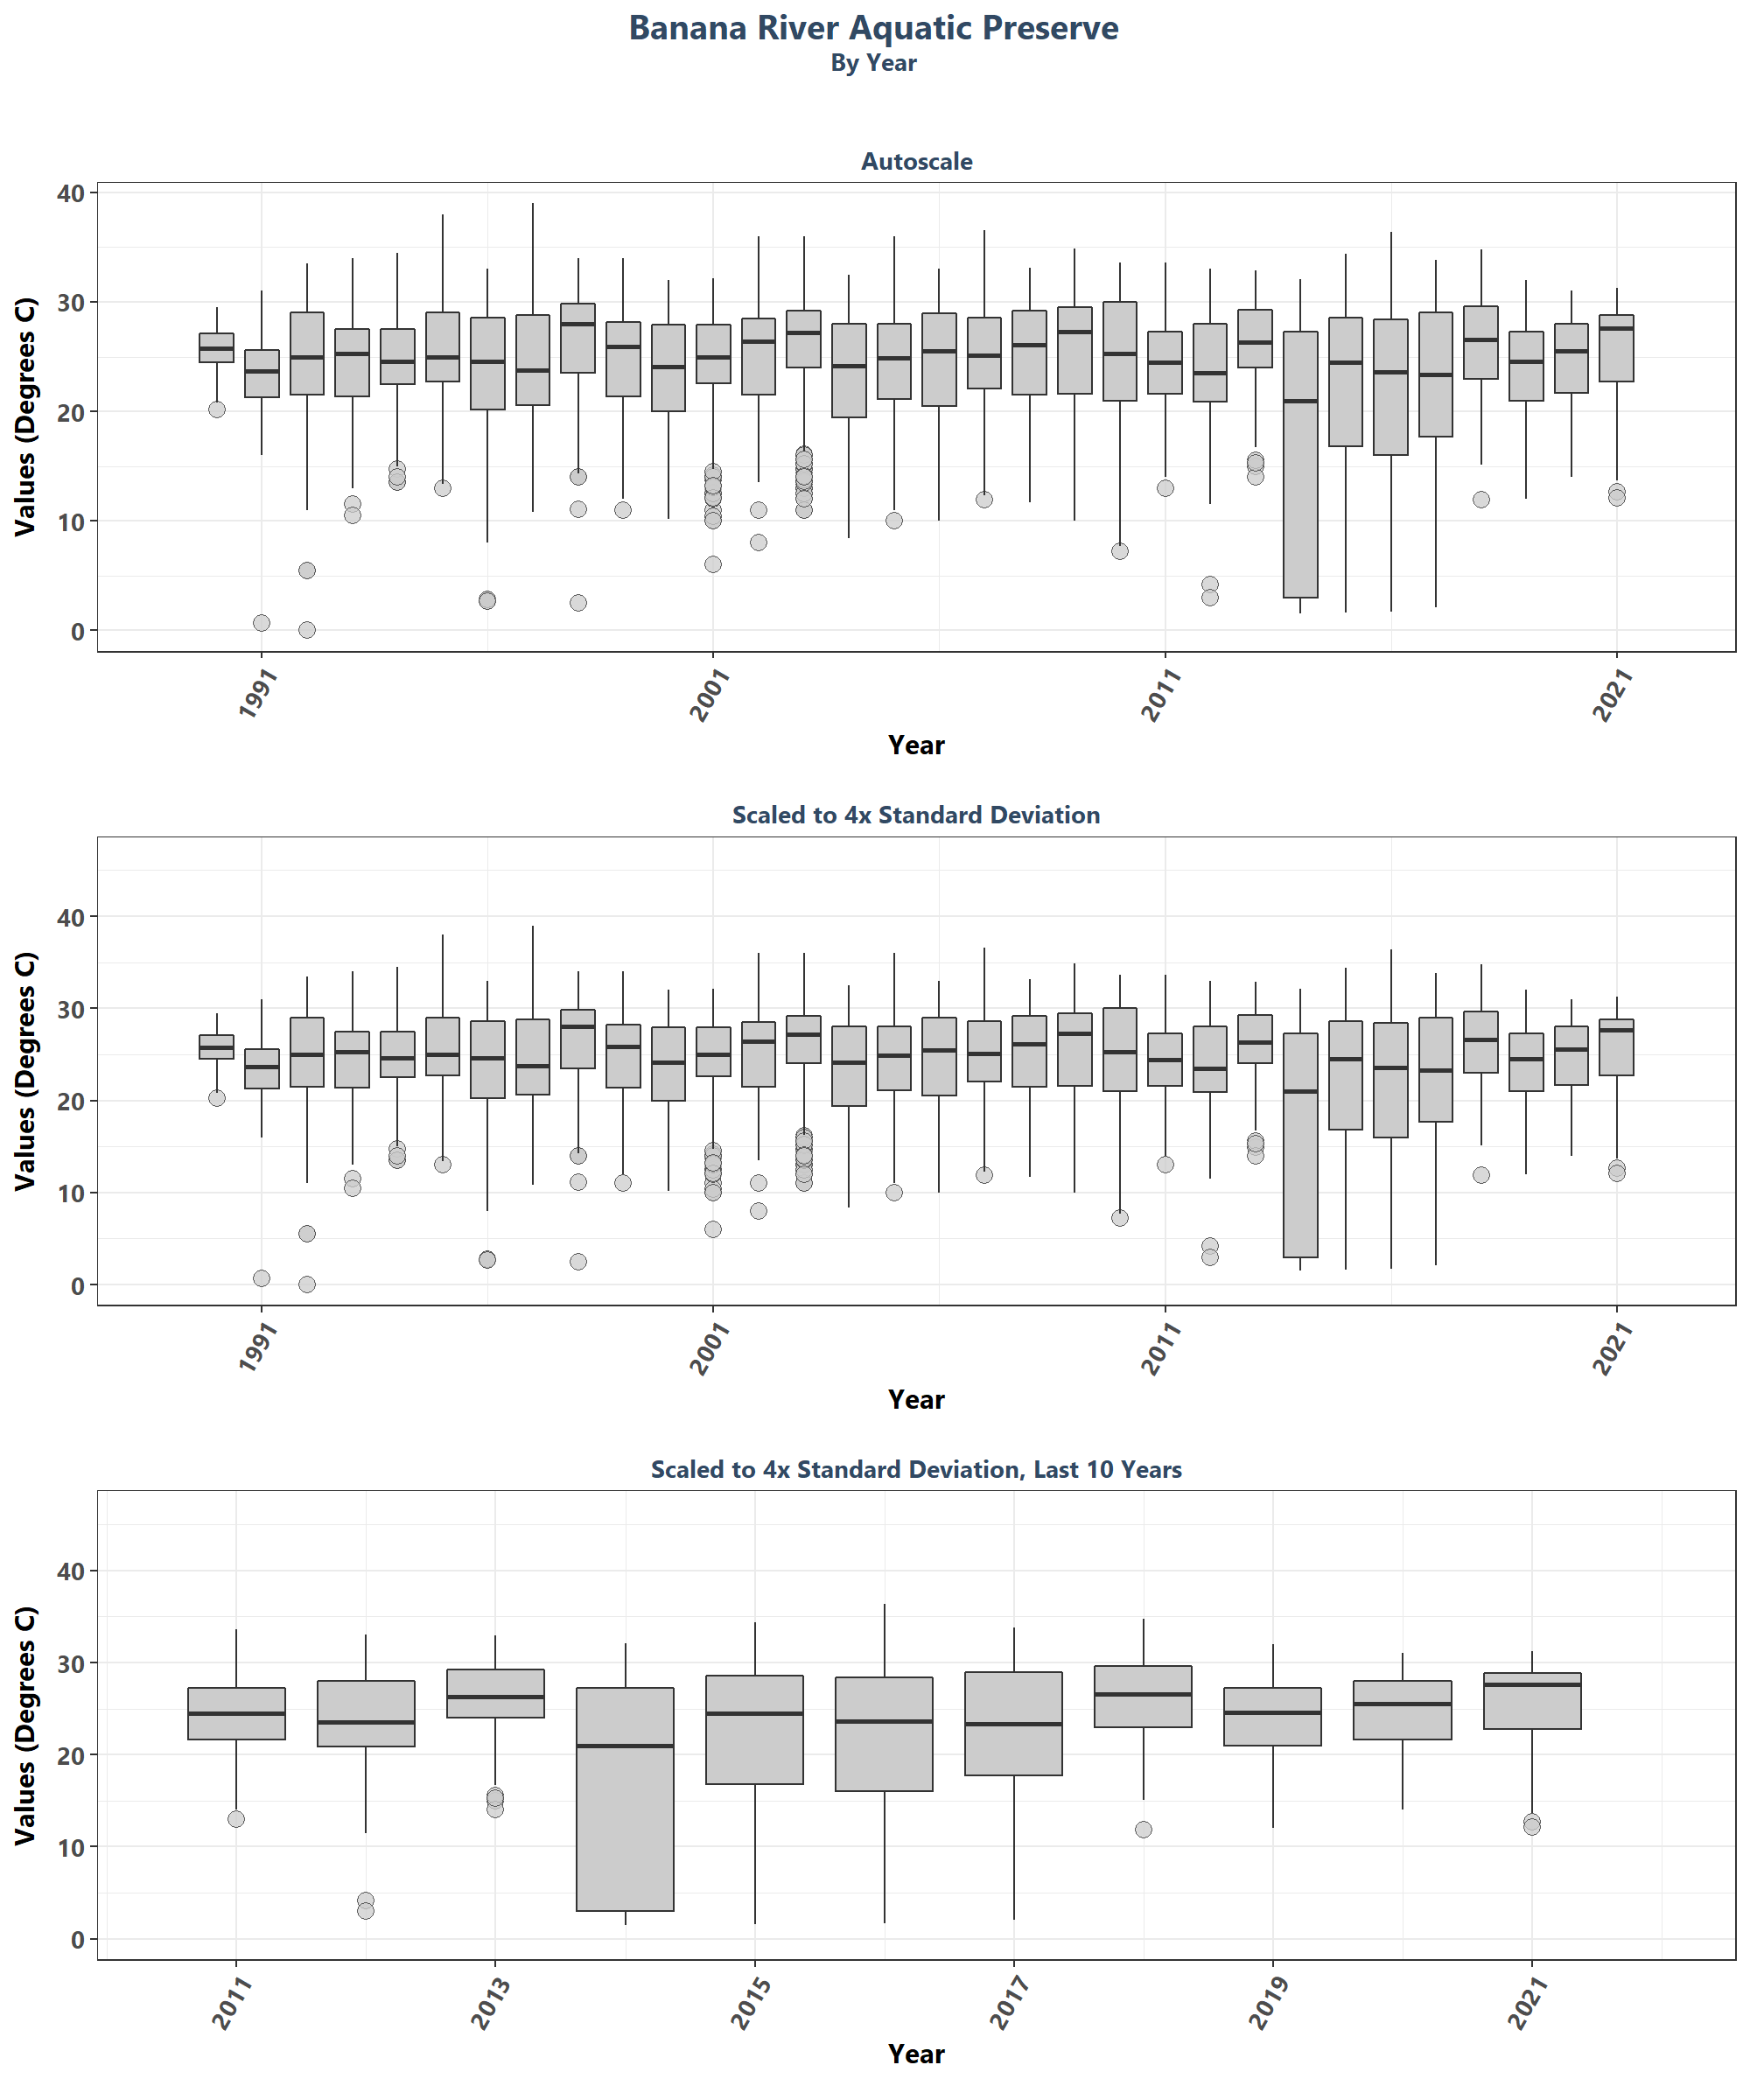 Banana River Aquatic Preserve
By Year
Autoscale
Values (Degrees C)
40
30
20
10
0
1991
2001
2011
2021
Year
Scaled to 4x Standard Deviation
Values (Degrees C)
40
30
20
10
0
1991
2001
2011
2021
Year
Scaled to 4x Standard Deviation, Last 10 Years
Values (Degrees C)
40
30
20
10
0
2011
2013
2015
2017
2019
2021
Year